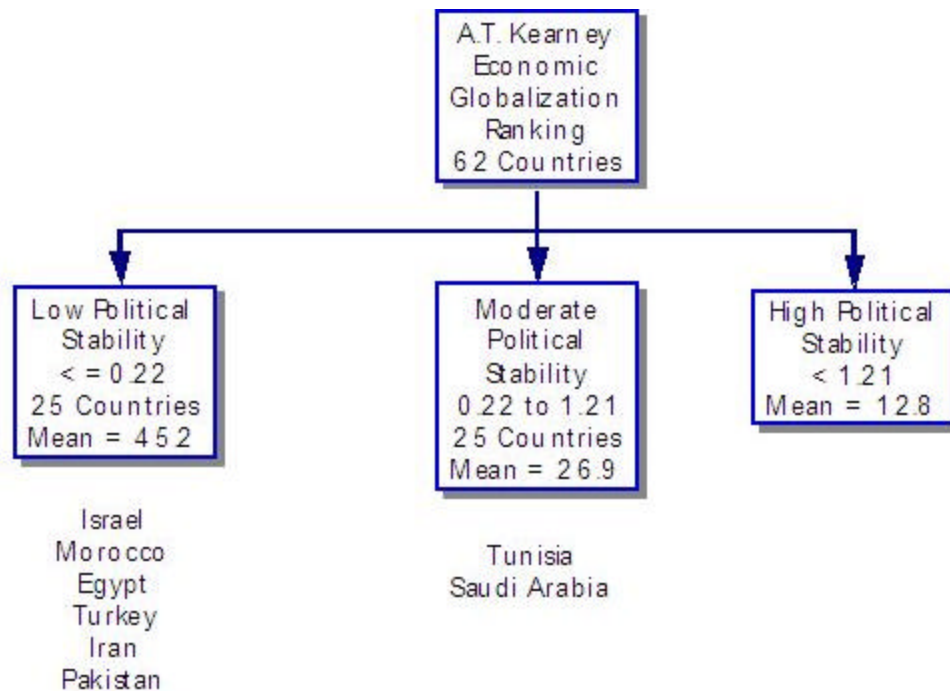 A.T. Kearney
Economic
Globalization
Ranking
62 Countries
Low Political
Stability
< = 0.22
25 Countries
Mean = 45.2
Moderate
Political
Stability
0.22 to 1.21
25 Countries
Mean = 26.9
High Political
Stability
< 1.21
Mean = 12.8
Israel
Morocco
Egypt
Turkey
Iran
Pakistan
Tunisia
Saudi Arabia